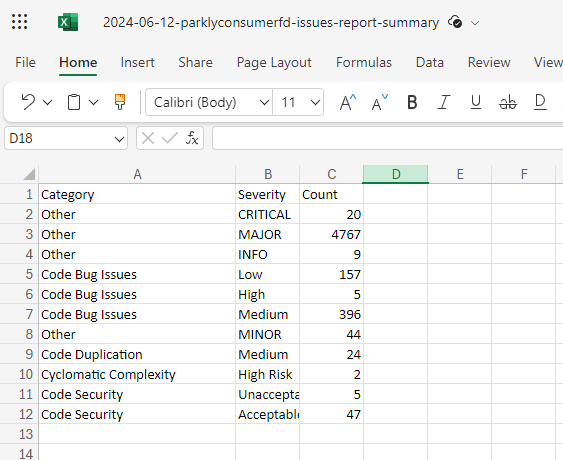 2024-06-12-parklyconsumerfd-issues-report-summary
File Home Insert Share Page Layout Formulas Data Review View
Calibri (Body) 11 A A B I U ab D
D18 fx
A B C D E F
1 Category Severity Count
2 Other CRITICAL 20
3 Other MAJOR 4767
4 Other INFO 9
5 Code Bug Issues Low 157
6 Code Bug Issues High 5
7 Code Bug Issues Medium 396
8 Other MINOR 44
9 Code Duplication Medium 24
10 Cyclomatic Complexity High Risk 2
11 Code Security Unaccepta 5
12 Code Security Acceptabl 47
13
14